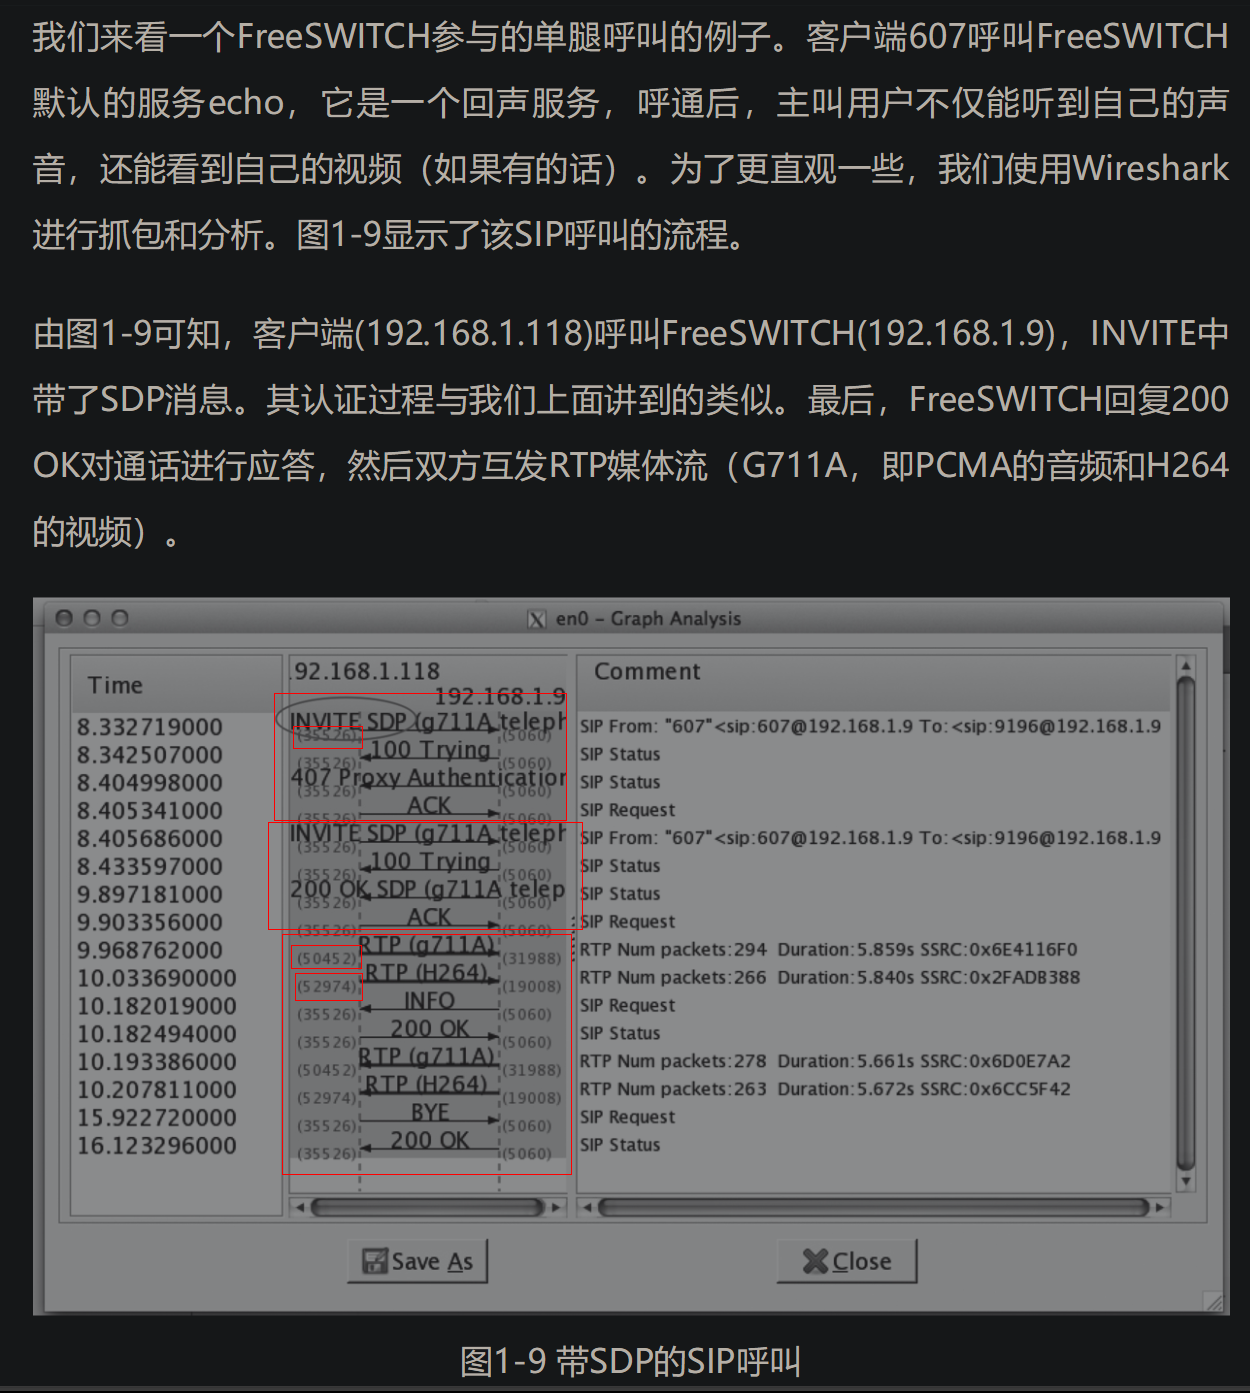 我们来看一个FreeSWITCH参与的单腿呼叫的例子。客户端607呼叫FreeSWITCH
默认的服务echo，它是一个回声服务，呼通后，主叫用户不仅能听到自己的声
音，还能看到自己的视频（如果有的话）。为了更直观一些，我们使用Wireshark
进行抓包和分析。图1-9显示了该SIP呼叫的流程。
由图1-9可知，客户端(192.168.1.118)呼叫FreeSWITCH(192.168.1.9)，INVITE中
带了SDP消息。其认证过程与我们上面讲到的类似。最后，FreeSWITCH回复200
OK对通话进行应答，然后双方互发RTP媒体流（G711A，即PCMA的音频和H264
的视频）。
en0 – Graph Analysis
Time
.92.168.1.118
192.168.1.9
Comment
8.332719000 INVITE SDP (g711A teleph SIP From: "607"<sip:607@192.168.1.9 To:<sip:9196@192.168.1.9
(35526) (5060)
8.342507000 100 Trying SIP Status
(35526) (5060)
8.404998000 407 Proxy Authentication SIP Status
(35526) (5060)
8.405341000 ACK SIP Request
(35526) (5060)
8.405686000 INVITE SDP (g711A teleph SIP From: "607"<sip:607@192.168.1.9 To:<sip:9196@192.168.1.9
(35526) (5060)
8.433597000 100 Trying SIP Status
(35526) (5060)
9.897181000 200 OK SDP (g711A telep SIP Status
(35526) (5060)
9.903356000 ACK SIP Request
(35526) (5060)
9.968762000 RTP (g711A) RTP Num packets:294 Duration:5.859s SSRC:0x6E4116F0
(50452) (31988)
10.033690000 RTP (H264) RTP Num packets:266 Duration:5.840s SSRC:0x2FADB388
(52974) (19008)
10.182019000 INFO SIP Request
(35526) (5060)
10.182494000 200 OK SIP Status
(35526) (5060)
10.193386000 RTP (g711A) RTP Num packets:278 Duration:5.661s SSRC:0x6D0E7A2
(50452) (31988)
10.207811000 RTP (H264) RTP Num packets:263 Duration:5.672s SSRC:0x6CC5F42
(52974) (19008)
15.922720000 BYE SIP Request
(35526) (5060)
16.123296000 200 OK SIP Status
(35526) (5060)
Save As
Close
图1-9 带SDP的SIP呼叫